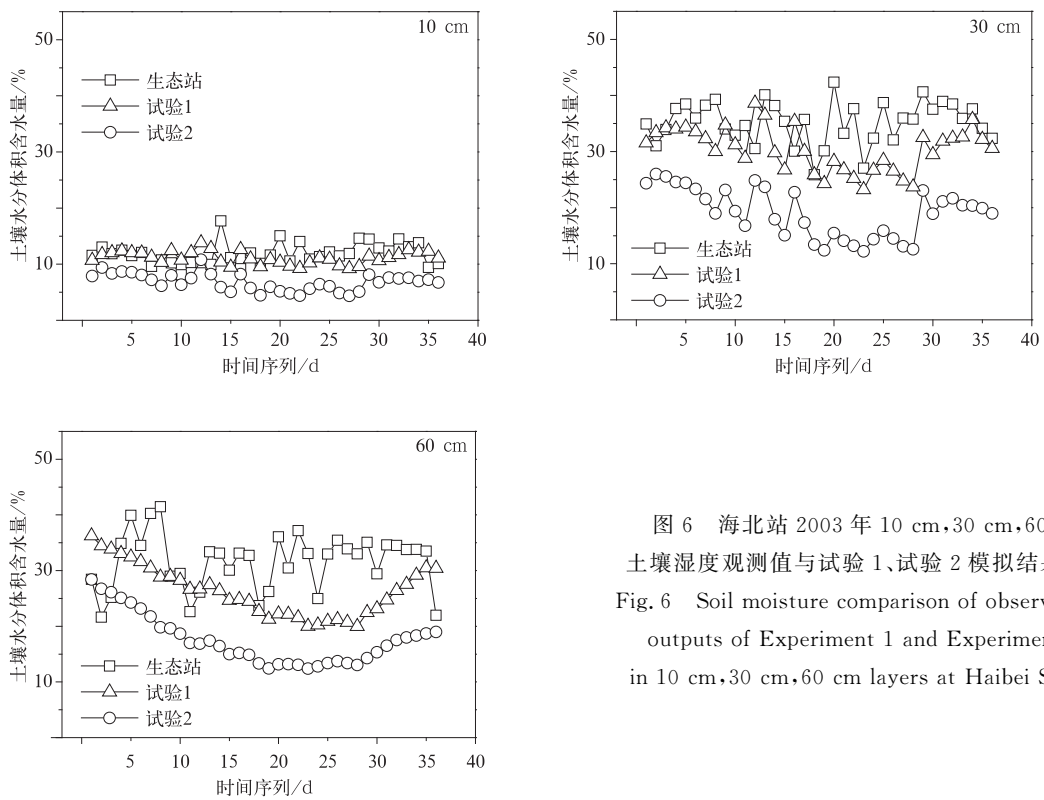 10 cm
50
30
10
土壤水分体积含水量/%
生态站
试验1
试验2
5 10 15 20 25 30 35 40
时间序列/d
30 cm
50
30
10
土壤水分体积含水量/%
生态站
试验1
试验2
5 10 15 20 25 30 35 40
时间序列/d
60 cm
50
30
10
土壤水分体积含水量/%
生态站
试验1
试验2
5 10 15 20 25 30 35 40
时间序列/d
图 6 海北站 2003 年 10 cm,30 cm,60
土壤湿度观测值与试验 1、试验 2 模拟结
Fig. 6 Soil moisture comparison of observ
outputs of Experiment 1 and Experimer
in 10 cm,30 cm,60 cm layers at Haibei S